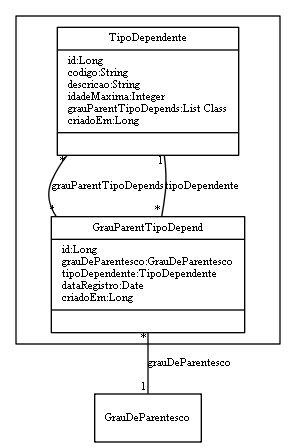 TipoDependente
id:Long
codigo:String
descricao:String
idadeMaxima:Integer
grauParentTipoDepends:List Class
criadoEm:Long
* 1
grauParentTipoDepends tipoDependente
* *
GrauParentTipoDepend
id:Long
grauDeParentesco:GrauDeParentesco
tipoDependente:TipoDependente
dataRegistro:Date
criadoEm:Long
*
grauDeParentesco
1
GrauDeParentesco